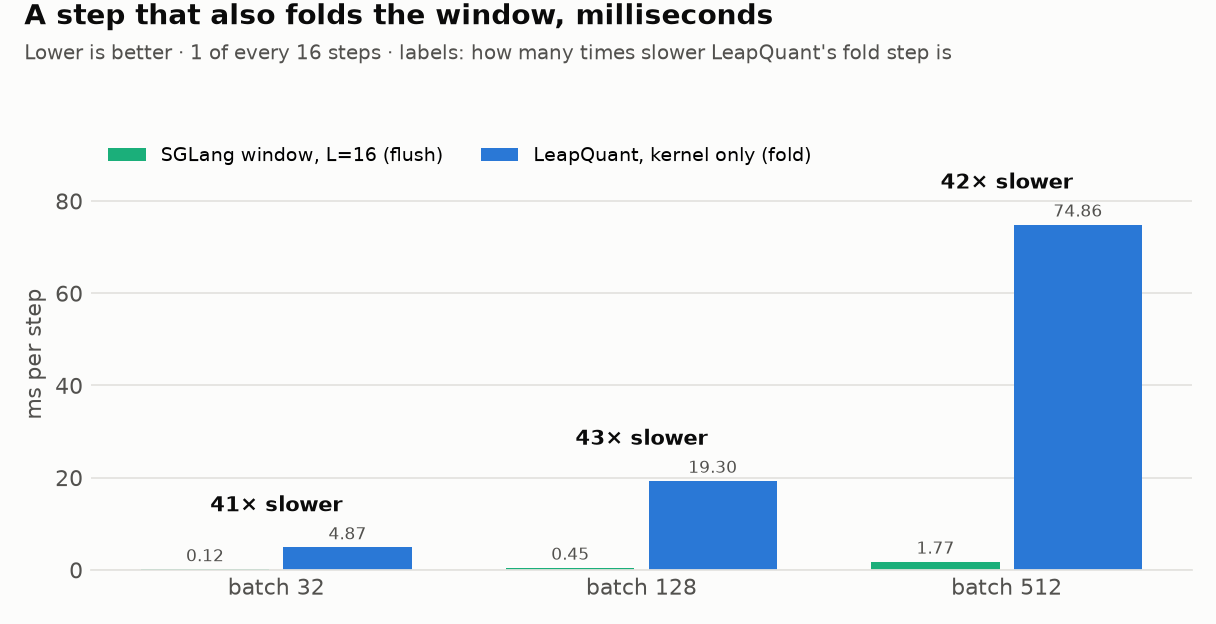 A step that also folds the window, milliseconds
Lower is better · 1 of every 16 steps · labels: how many times slower LeapQuant's fold step is
SGLang window, L=16 (flush)
LeapQuant, kernel only (fold)
ms per step
80
60
40
20
0
41× slower
0.12
4.87
43× slower
0.45
19.30
42× slower
1.77
74.86
batch 32
batch 128
batch 512